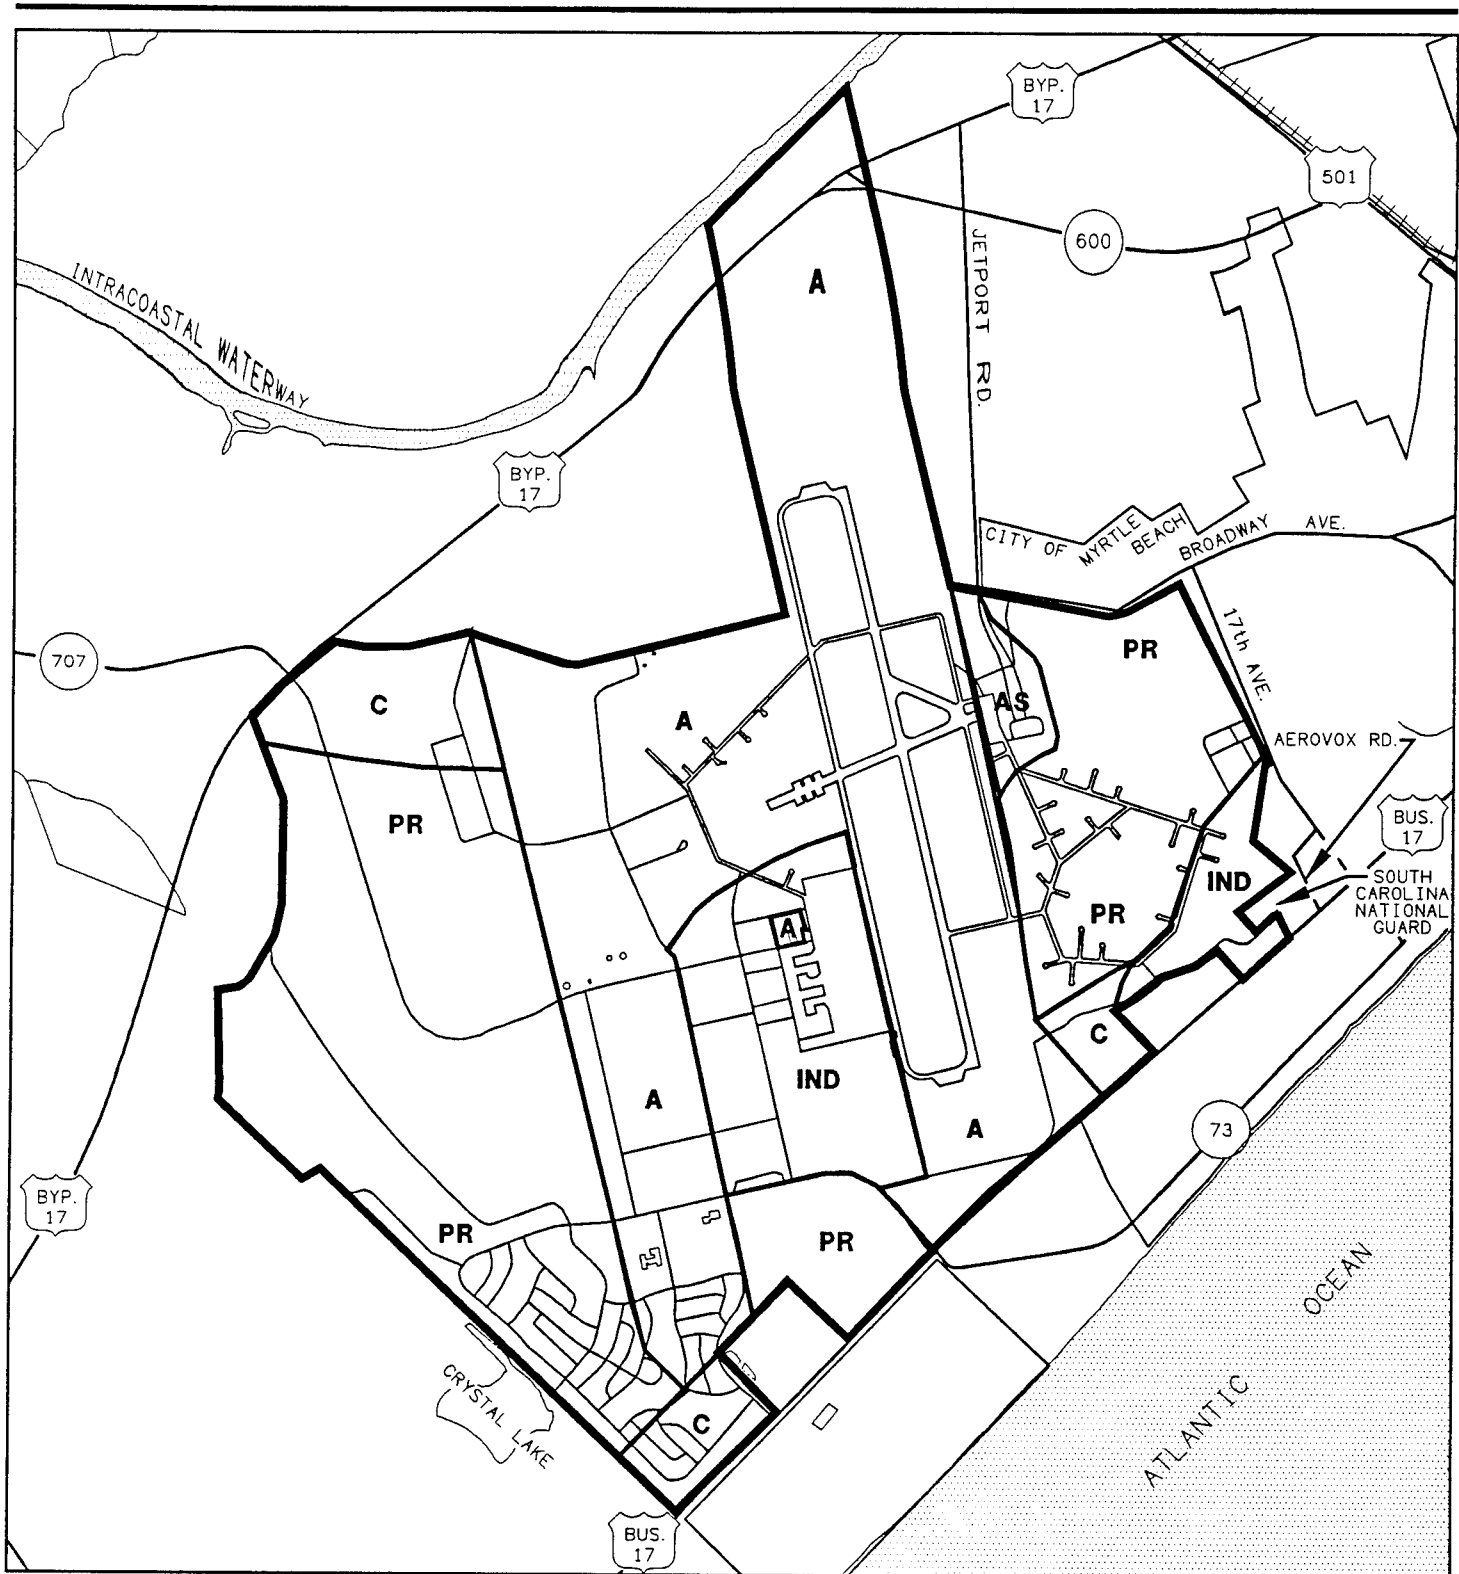 BYP.
17
501
600
JETPORT RD.
A
INTRACOASTAL WATERWAY
BYP.
17
CITY OF MYRTLE
BEACH
BROADWAY AVE.
17th AVE.
PR
707
C
A
AS
AEROVOX RD.
BUS.
17
PR
IND
SOUTH
CAROLINA
NATIONAL
GUARD
PR
A
C
IND
A
A
73
BYP.
17
PR
PR
ATLANTIC OCEAN
CRYSTAL LAKE
C
BUS.
17